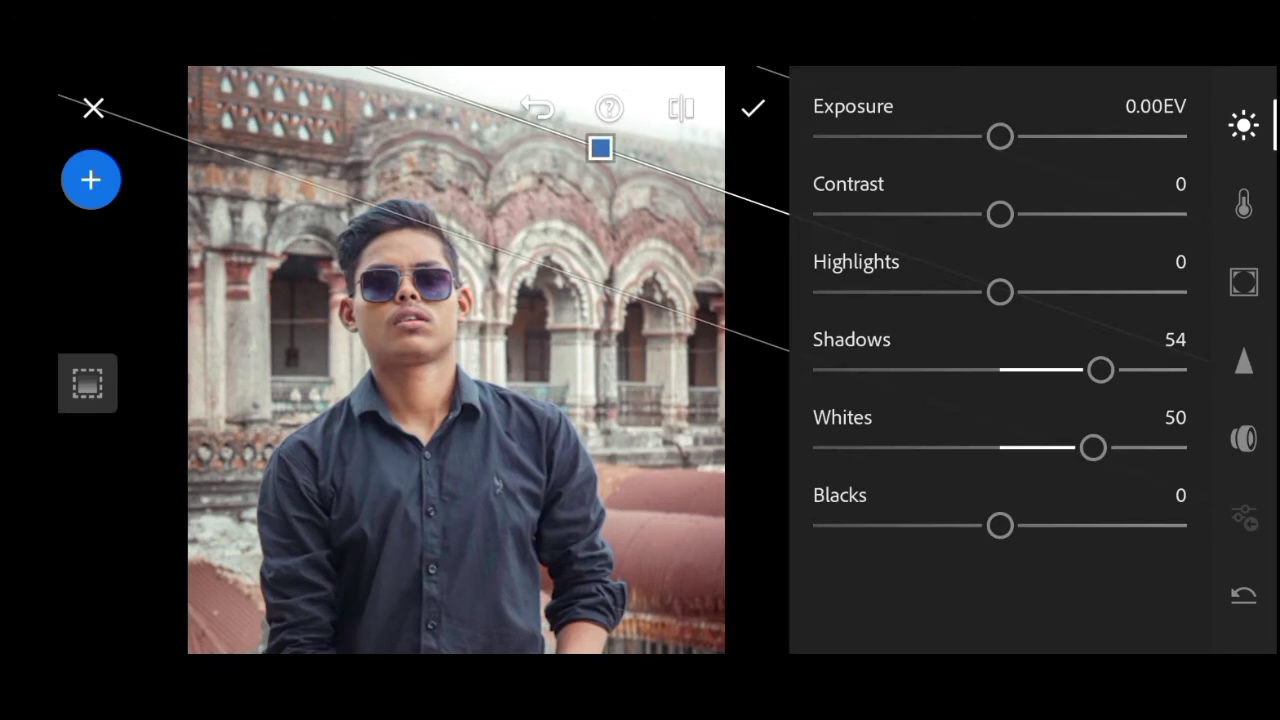 Exposure 0.00EV
Contrast 0
Highlights 0
Shadows 54
Whites 50
Blacks 0